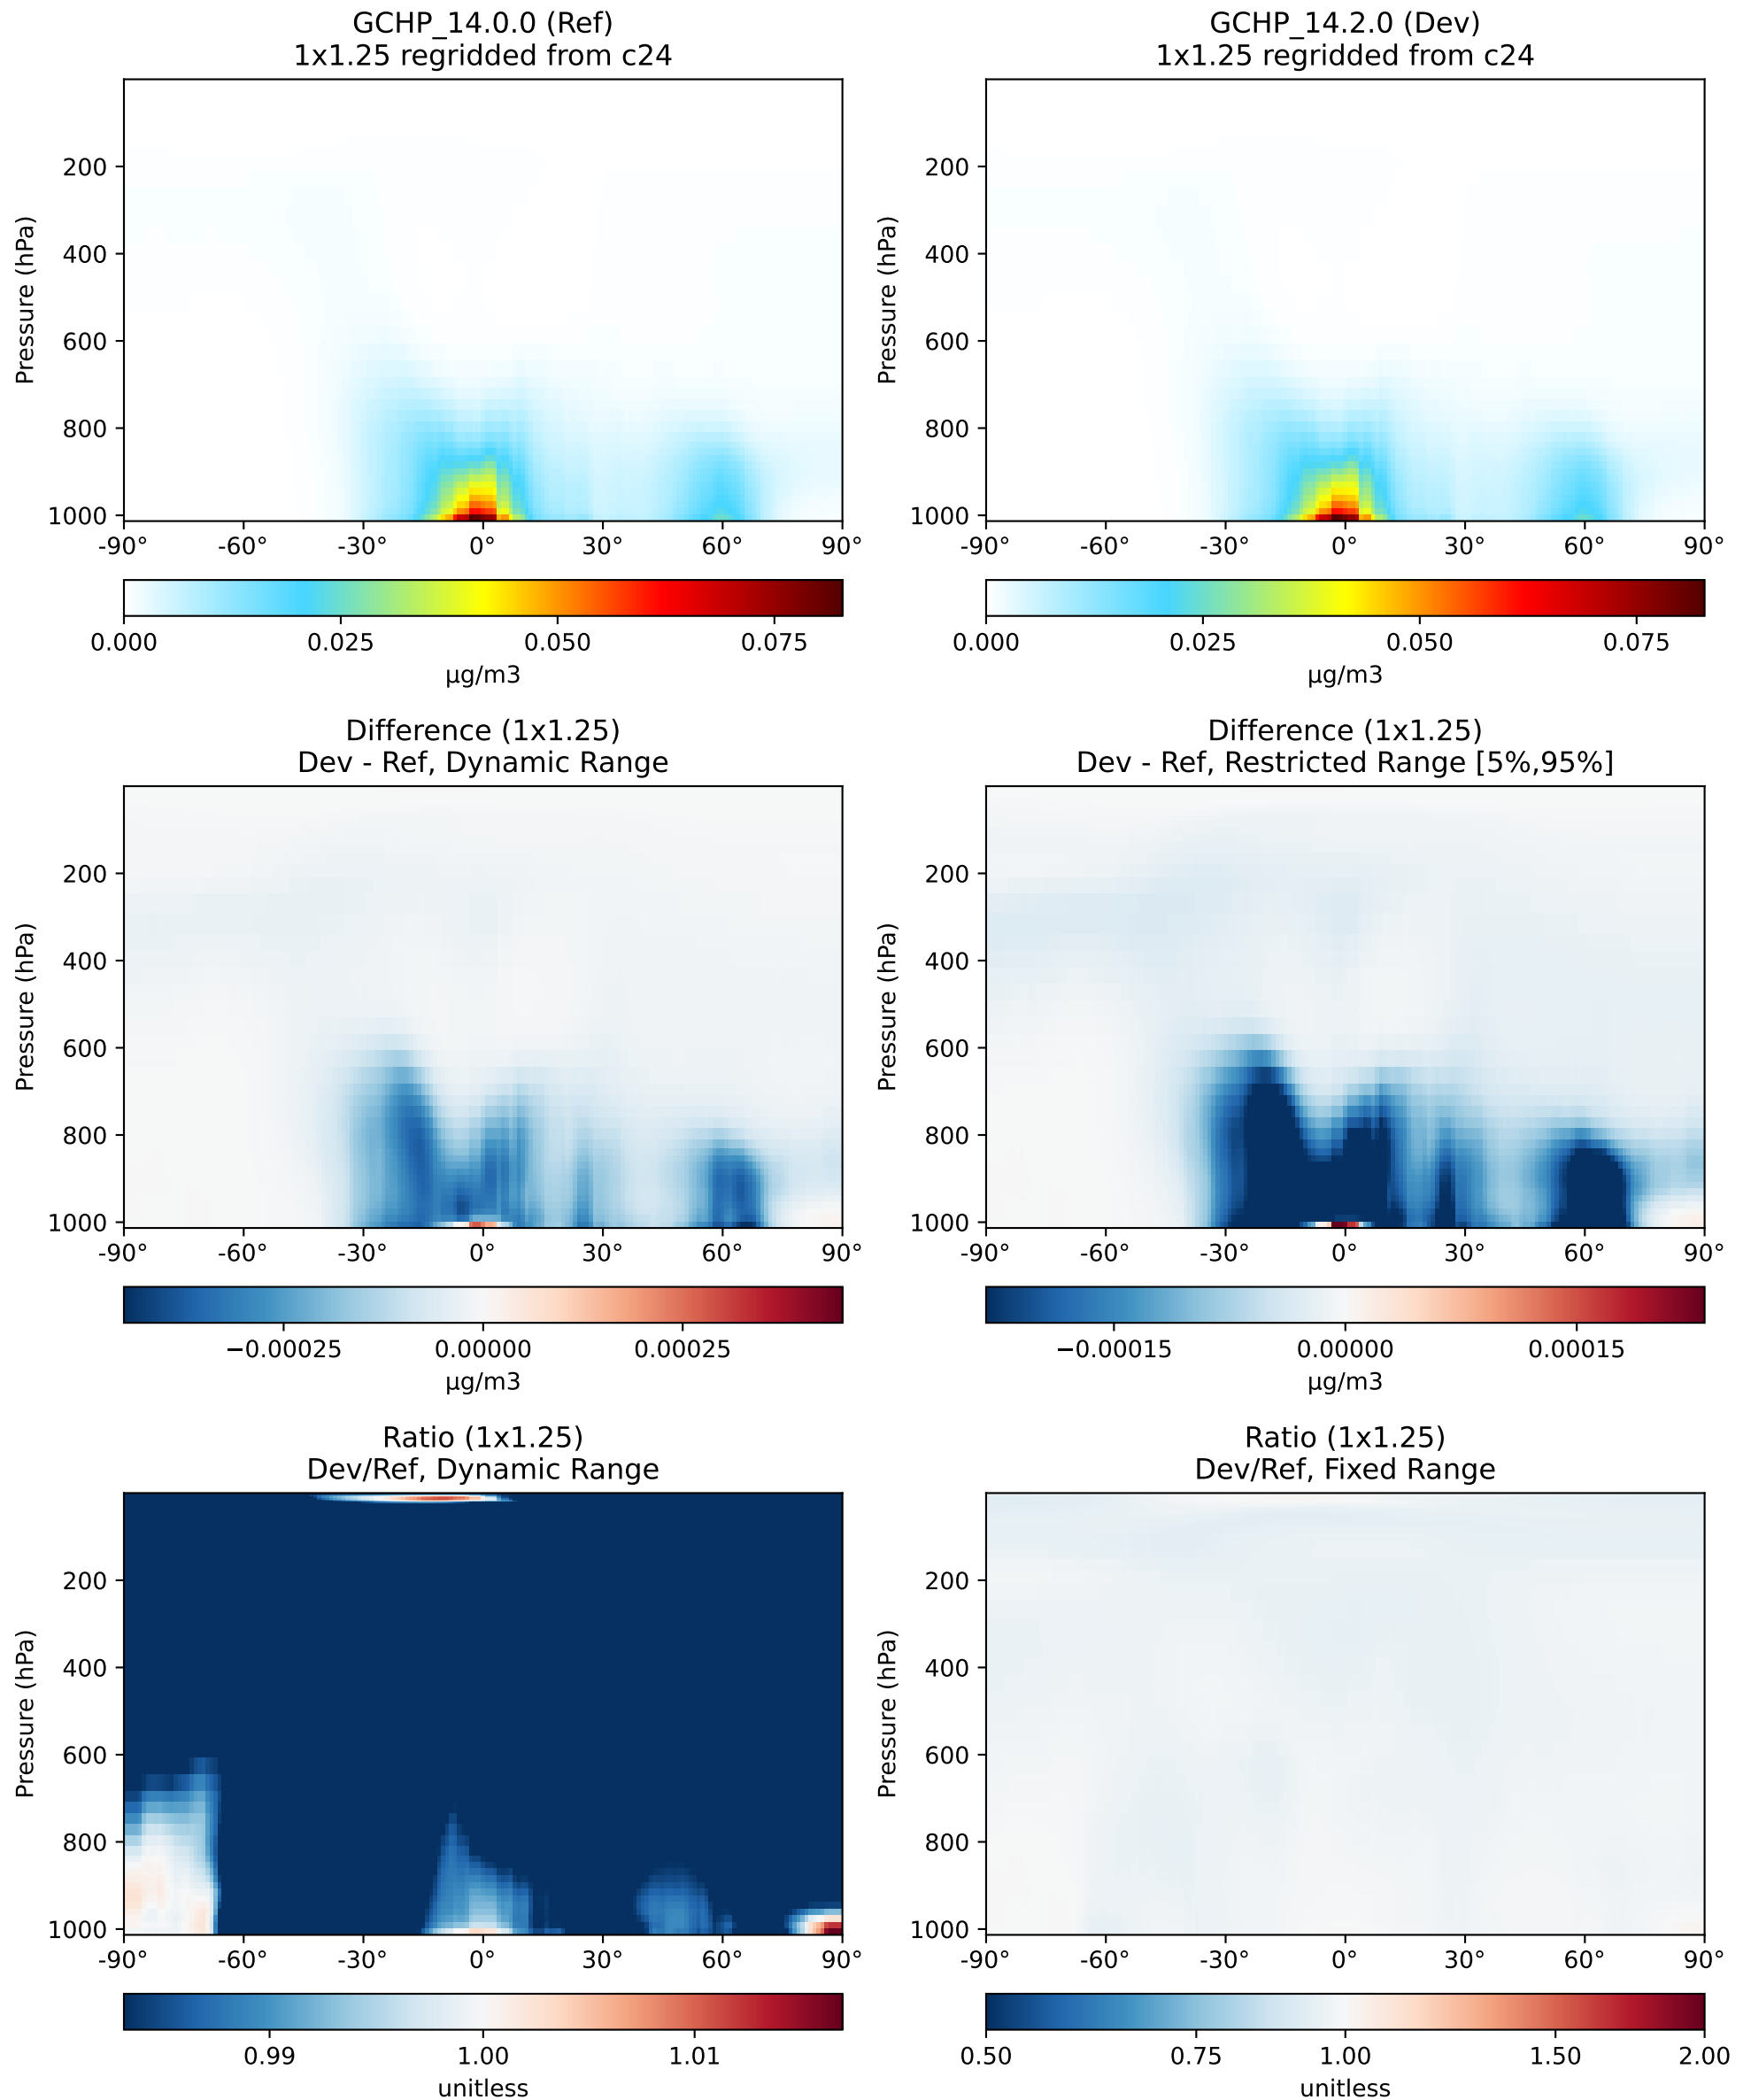 GCHP_14.0.0 (Ref)
1x1.25 regridded from c24
Pressure (hPa)
200
400
600
800
1000
-90° -60° -30° 0° 30° 60° 90°
0.000 0.025 0.050 0.075
µg/m3
GCHP_14.2.0 (Dev)
1x1.25 regridded from c24
Pressure (hPa)
200
400
600
800
1000
-90° -60° -30° 0° 30° 60° 90°
0.000 0.025 0.050 0.075
µg/m3
Difference (1x1.25)
Dev - Ref, Dynamic Range
Pressure (hPa)
200
400
600
800
1000
-90° -60° -30° 0° 30° 60° 90°
−0.00025 0.00000 0.00025
µg/m3
Difference (1x1.25)
Dev - Ref, Restricted Range [5%,95%]
Pressure (hPa)
200
400
600
800
1000
-90° -60° -30° 0° 30° 60° 90°
−0.00015 0.00000 0.00015
µg/m3
Ratio (1x1.25)
Dev/Ref, Dynamic Range
Pressure (hPa)
200
400
600
800
1000
-90° -60° -30° 0° 30° 60° 90°
0.99 1.00 1.01
unitless
Ratio (1x1.25)
Dev/Ref, Fixed Range
Pressure (hPa)
200
400
600
800
1000
-90° -60° -30° 0° 30° 60° 90°
0.50 0.75 1.00 1.50 2.00
unitless